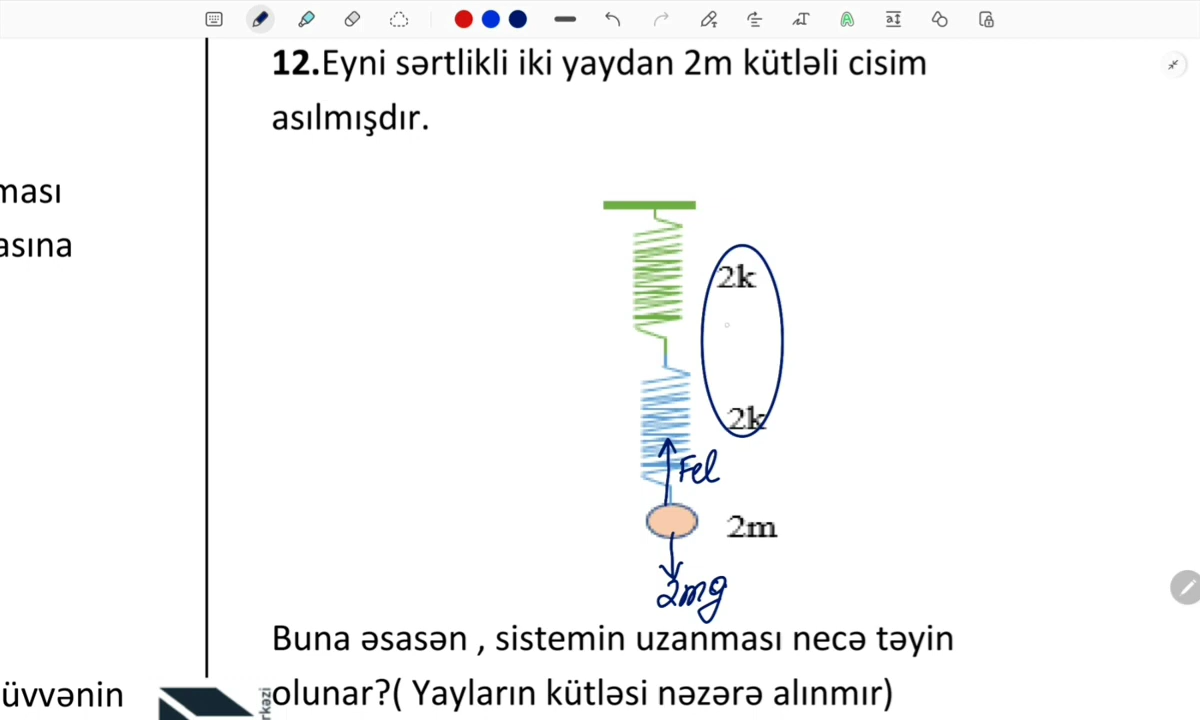 12.Eyni sərtlikli iki yaydan 2m kütləli cisim
asılmışdır.
ması
asına
2k
2k
Fel
2m
2mg
Buna əsasən , sistemin uzanması necə təyin
olunar?( Yayların kütləsi nəzərə alınmır)
üvvənin
rkəzi